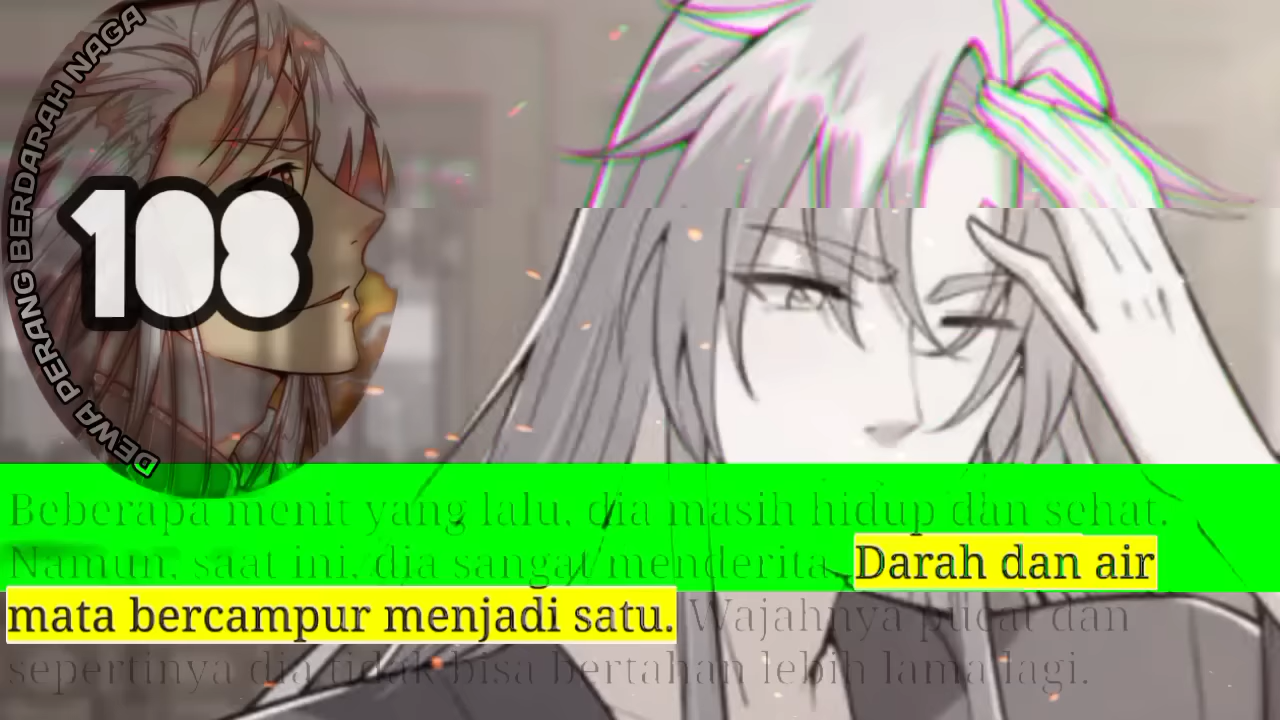 DEWA PERANG BERDARAH NAGA
108
Beberapa menit yang lalu, dia masih hidup dan sehat.
Namun, saat ini, dia sangat menderita. Darah dan air
mata bercampur menjadi satu. Wajahnya pucat dan
sepertinya dia tidak bisa bertahan lebih lama lagi.